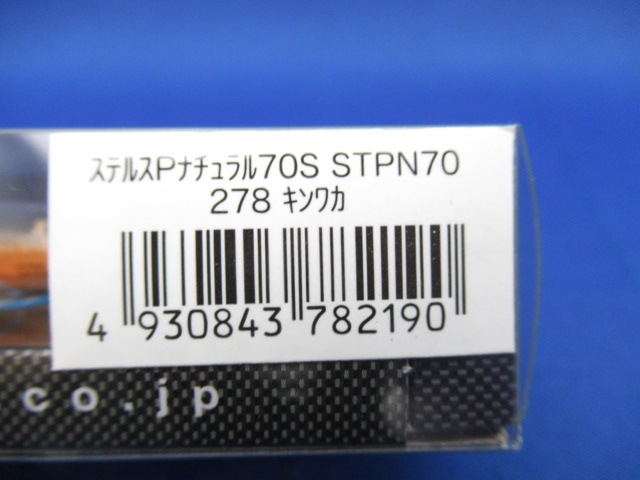 ｽﾃﾙｽPﾅﾁｭﾗﾙ70S STPN70
278 ｷﾝﾜｶ
4 930843 782190
co.jp